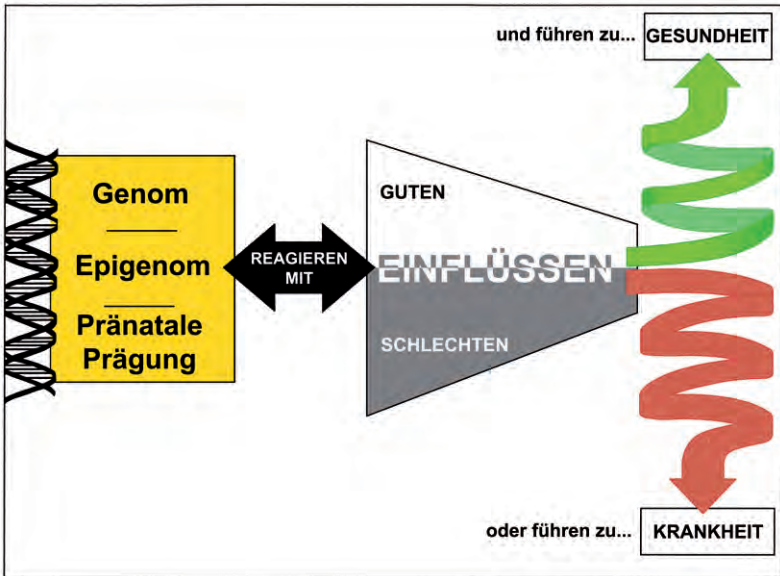 und führen zu...
GESUNDHEIT
Genom
Epigenom
Pränatale
Prägung
REAGIEREN
MIT
GUTEN
EINFLÜSSEN
SCHLECHTEN
oder führen zu...
KRANKHEIT